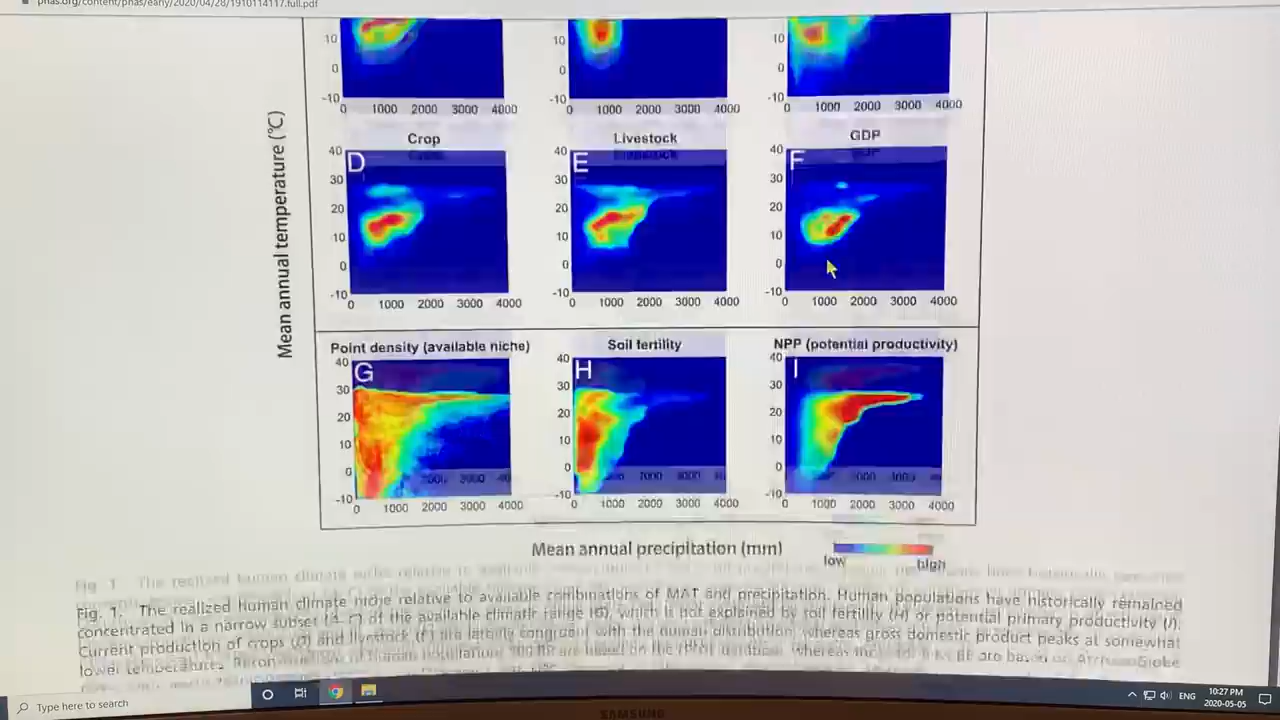 pnas.org/content/pnas/early/2020/04/28/1910114117.full.pdf
10 10 10
0 0 0
-10 -10 -10
0 1000 2000 3000 4000 0 1000 2000 3000 4000 0 1000 2000 3000 4000
Mean annual temperature (°C)
Crop Livestock GDP
D E F
40 40 40
30 30 30
20 20 20
10 10 10
0 0 0
-10 -10 -10
0 1000 2000 3000 4000 0 1000 2000 3000 4000 0 1000 2000 3000 4000
Point density (available niche) Soil fertility NPP (potential productivity)
G H I
40 40 40
30 30 30
20 20 20
10 10 10
0 0 0
-10 -10 -10
0 1000 2000 3000 4000 0 1000 2000 3000 4000 0 1000 2000 3000 4000
Mean annual precipitation (mm)
low high
Fig. 1. The realized human climate niche relative to available combinations of MAT and precipitation. Human populations have historically remained
concentrated in a narrow subset of the available climatic range (G), which is not explained by soil fertility (H) or potential primary productivity (I).
Current production of crops (D) and livestock (E) are largely congruent with the human distribution, whereas gross domestic product peaks at somewhat
lower temperatures.
Type here to search
ENG
10:27 PM
2020-05-05
SAMSUNG